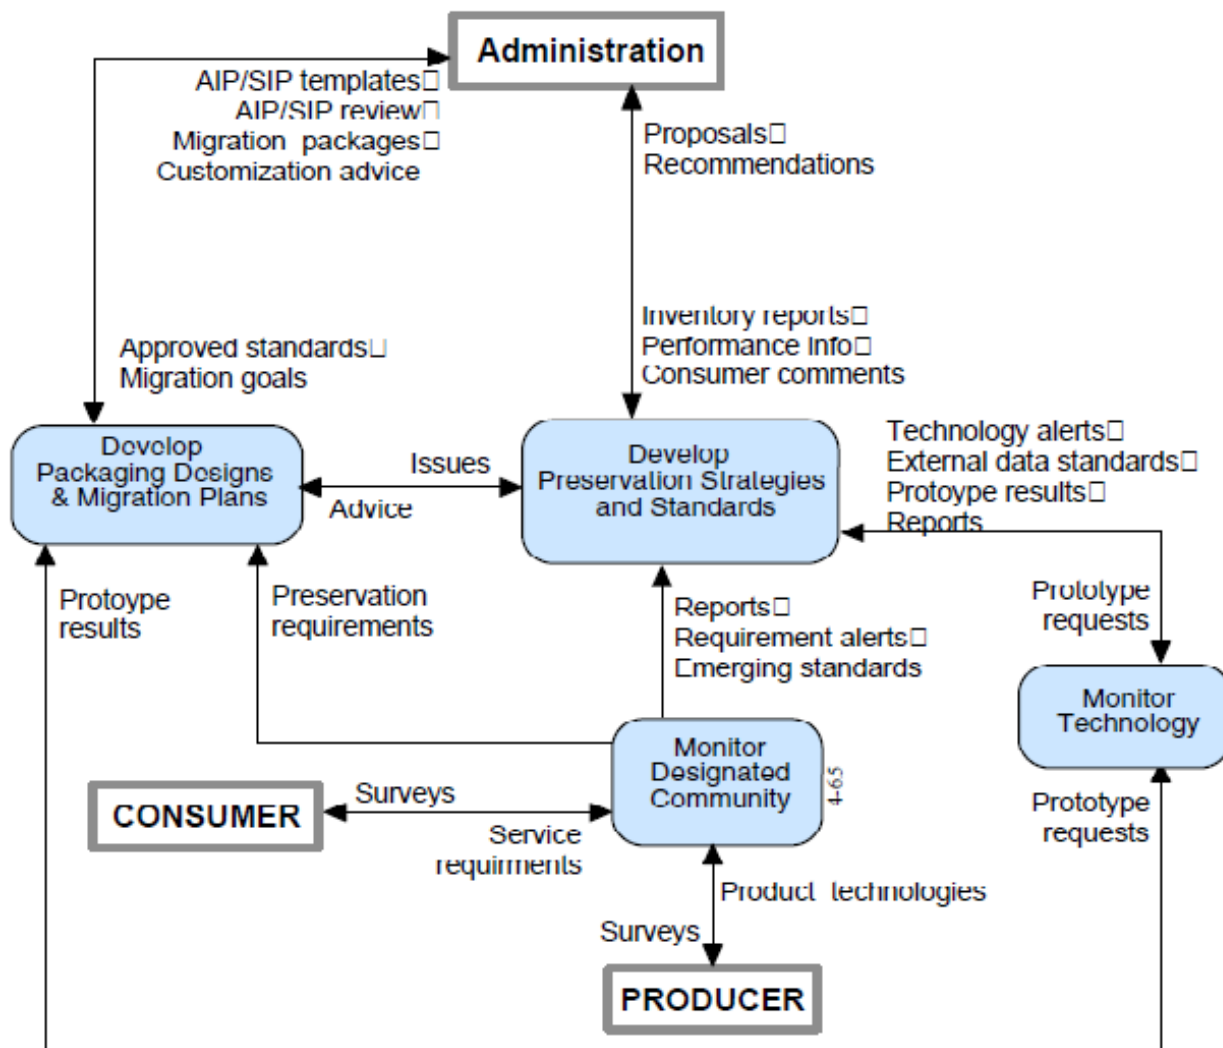 Administration
AIP/SIP templates□
AIP/SIP review□
Migration packages□
Customization advice
Proposals□
Recommendations
Approved standards□
Migration goals
Inventory reports□
Performance info□
Consumer comments
Develop
Packaging Designs
& Migration Plans
Issues
Advice
Develop
Preservation Strategies
and Standards
Technology alerts□
External data standards□
Protoype results□
Reports
Protoype
results
Preservation
requirements
Reports□
Requirement alerts□
Emerging standards
Prototype
requests
Monitor
Technology
Monitor
Designated
Community
4-6.5
CONSUMER
Surveys
Service
requirments
Prototype
requests
Product technologies
Surveys
PRODUCER